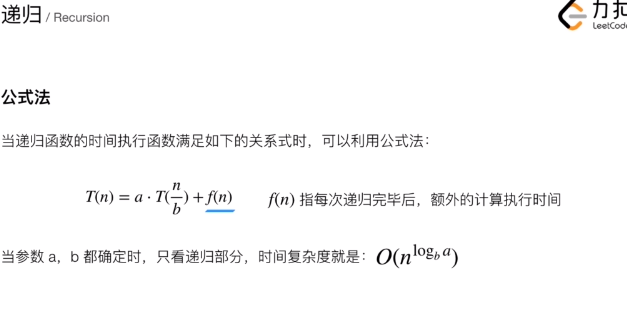 递归 / Recursion
力扣
LeetCode
公式法
当递归函数的时间执行函数满足如下的关系式时，可以利用公式法：
T(n) = a · T(n/b) + f(n)  f(n) 指每次递归完毕后，额外的计算执行时间
当参数 a，b 都确定时，只看递归部分，时间复杂度就是：O(n^{log_b a})